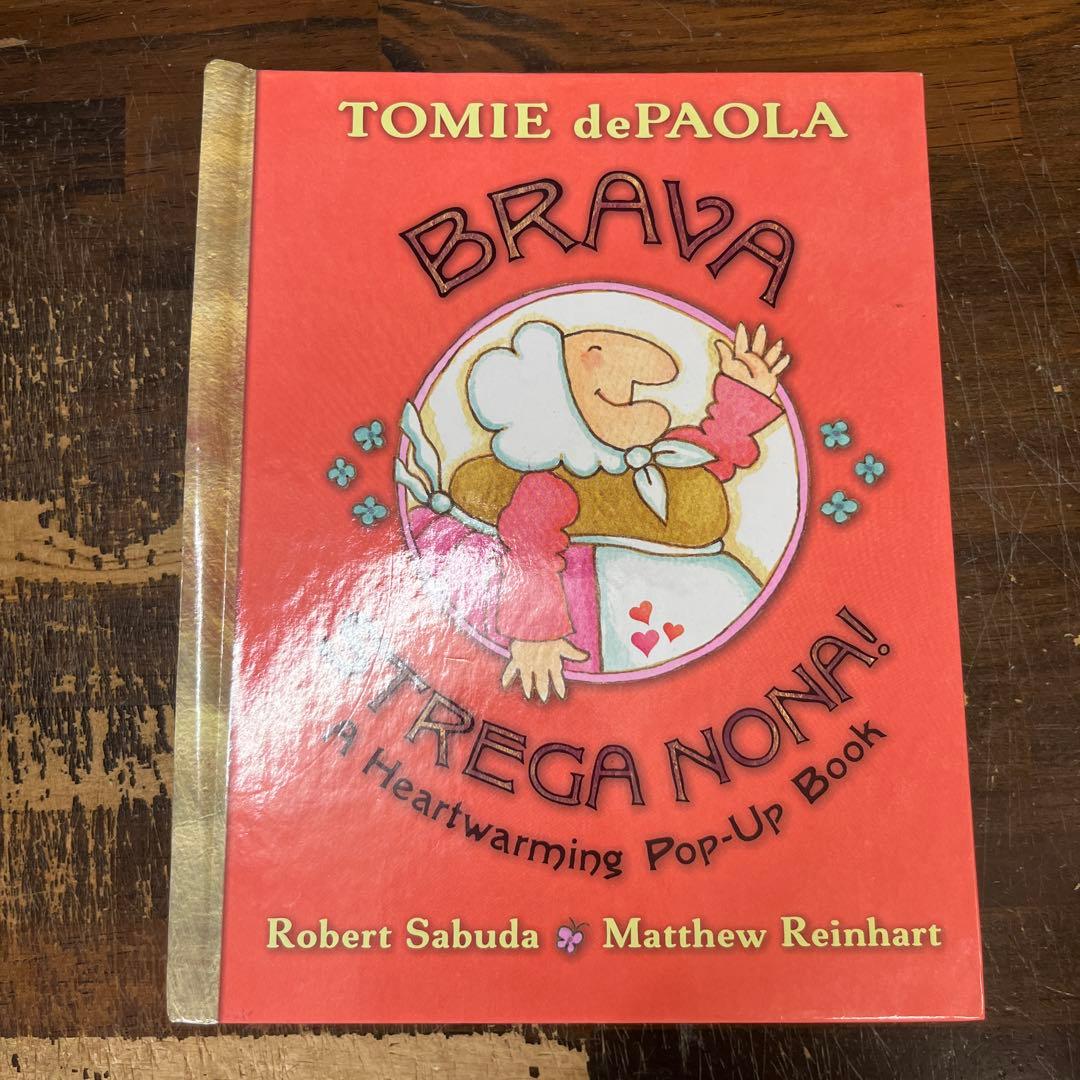 TOMIE dePAOLA
BRAVA
STREGA NONA!
A Heartwarming Pop-Up Book
Robert Sabuda Matthew Reinhart